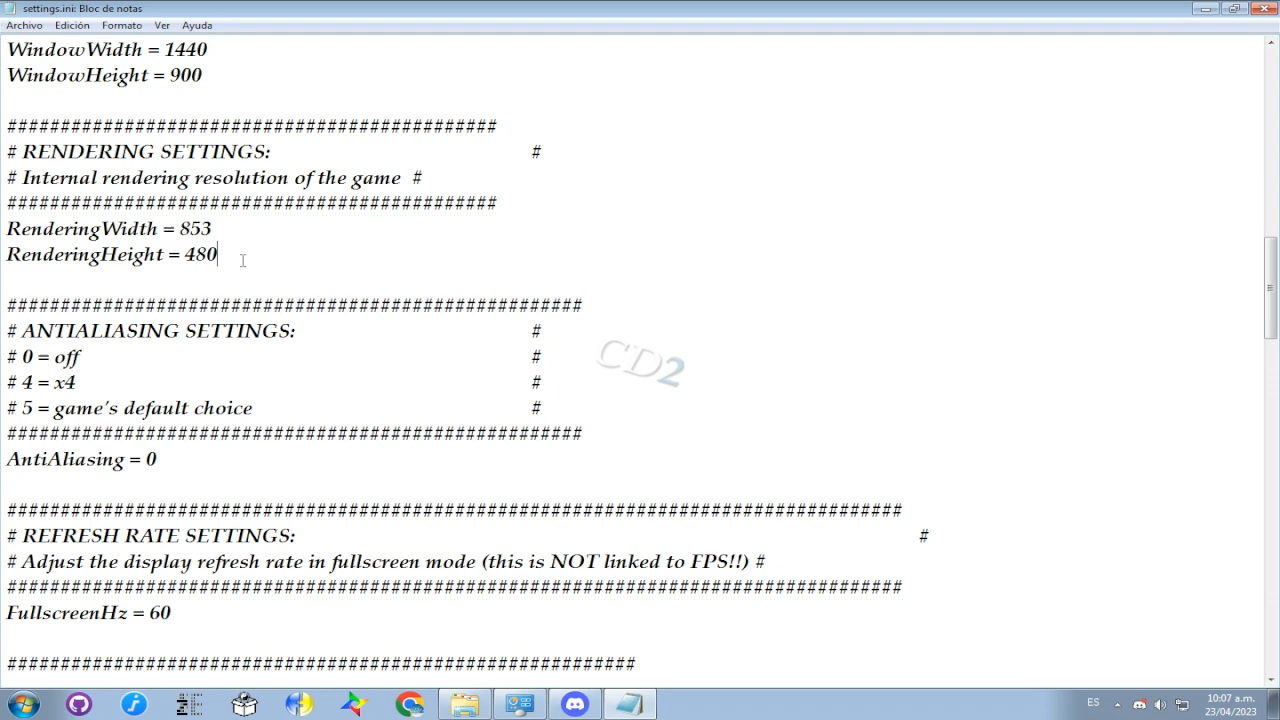 settings.ini: Bloc de notas
Archivo Edición Formato Ver Ayuda
WindowWidth = 1440
WindowHeight = 900
##############################################
# RENDERING SETTINGS: #
# Internal rendering resolution of the game #
##############################################
RenderingWidth = 853
RenderingHeight = 480
######################################################
# ANTIALIASING SETTINGS: #
# 0 = off #
# 4 = x4 #
# 5 = game's default choice #
######################################################
AntiAliasing = 0
####################################################################################
# REFRESH RATE SETTINGS: #
# Adjust the display refresh rate in fullscreen mode (this is NOT linked to FPS!!) #
####################################################################################
FullscreenHz = 60
###########################################################
CD2
ES
10:07 a.m.
23/04/2023